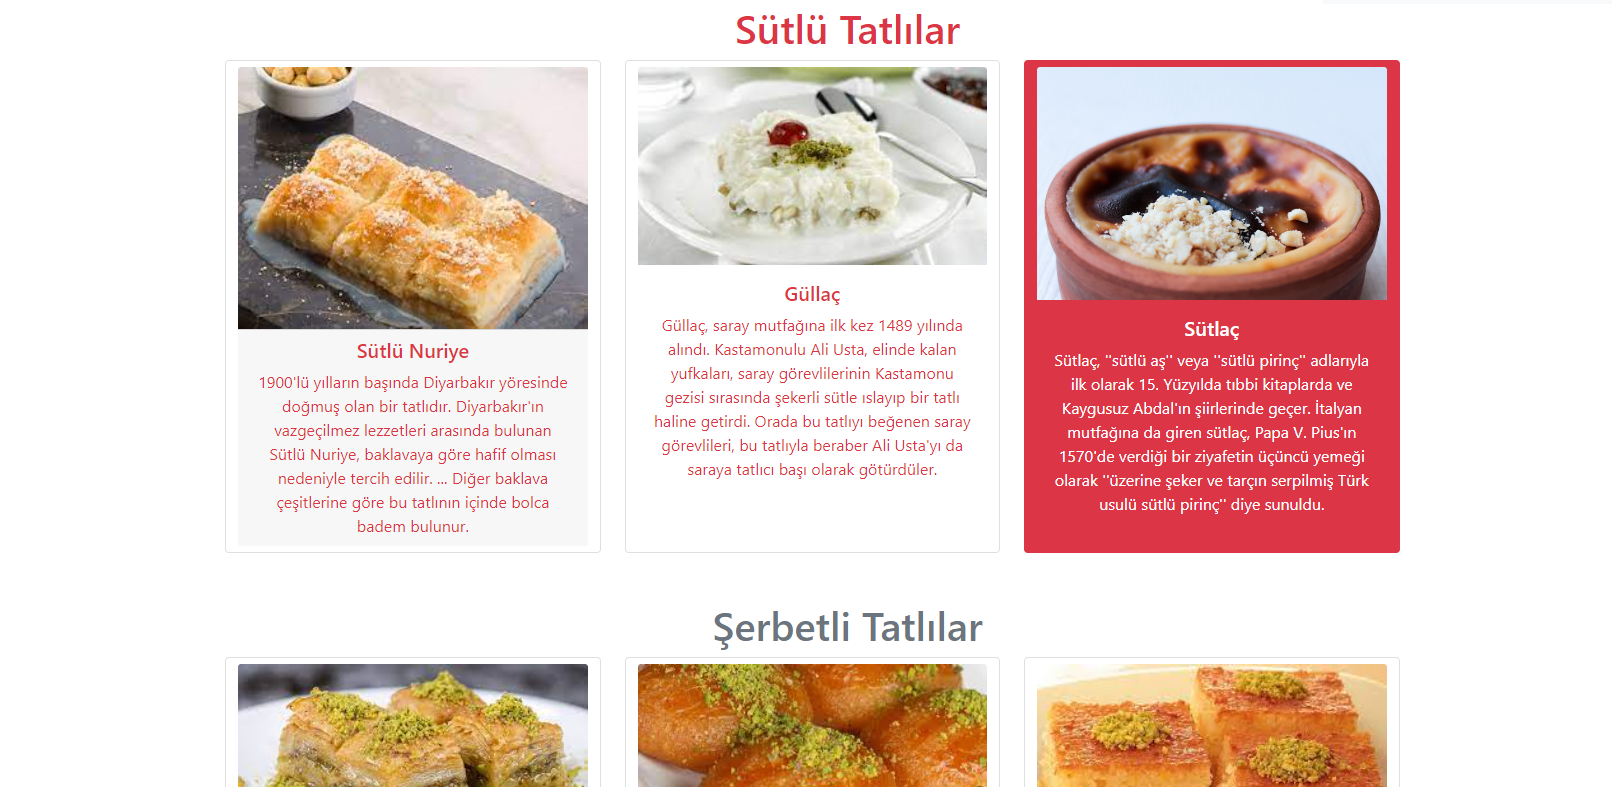 Sütlü Tatlılar
Sütlü Nuriye
1900'lü yılların başında Diyarbakır yöresinde
doğmuş olan bir tatlıdır. Diyarbakır'ın
vazgeçilmez lezzetleri arasında bulunan
Sütlü Nuriye, baklavaya göre hafif olması
nedeniyle tercih edilir. ... Diğer baklava
çeşitlerine göre bu tatlının içinde bolca
badem bulunur.
Güllaç
Güllaç, saray mutfağına ilk kez 1489 yılında
alındı. Kastamonulu Ali Usta, elinde kalan
yufkaları, saray görevlilerinin Kastamonu
gezisi sırasında şekerli sütle ıslayıp bir tatlı
haline getirdi. Orada bu tatlıyı beğenen saray
görevlileri, bu tatlıyla beraber Ali Usta'yı da
saraya tatlıcı başı olarak götürdüler.
Sütlaç
Sütlaç, ''sütlü aş'' veya ''sütlü pirinç'' adlarıyla
ilk olarak 15. Yüzyılda tıbbi kitaplarda ve
Kaygusuz Abdal'ın şiirlerinde geçer. İtalyan
mutfağına da giren sütlaç, Papa V. Pius'ın
1570'de verdiği bir ziyafetin üçüncü yemeği
olarak ''üzerine şeker ve tarçın serpilmiş Türk
usulü sütlü pirinç'' diye sunuldu.
Şerbetli Tatlılar